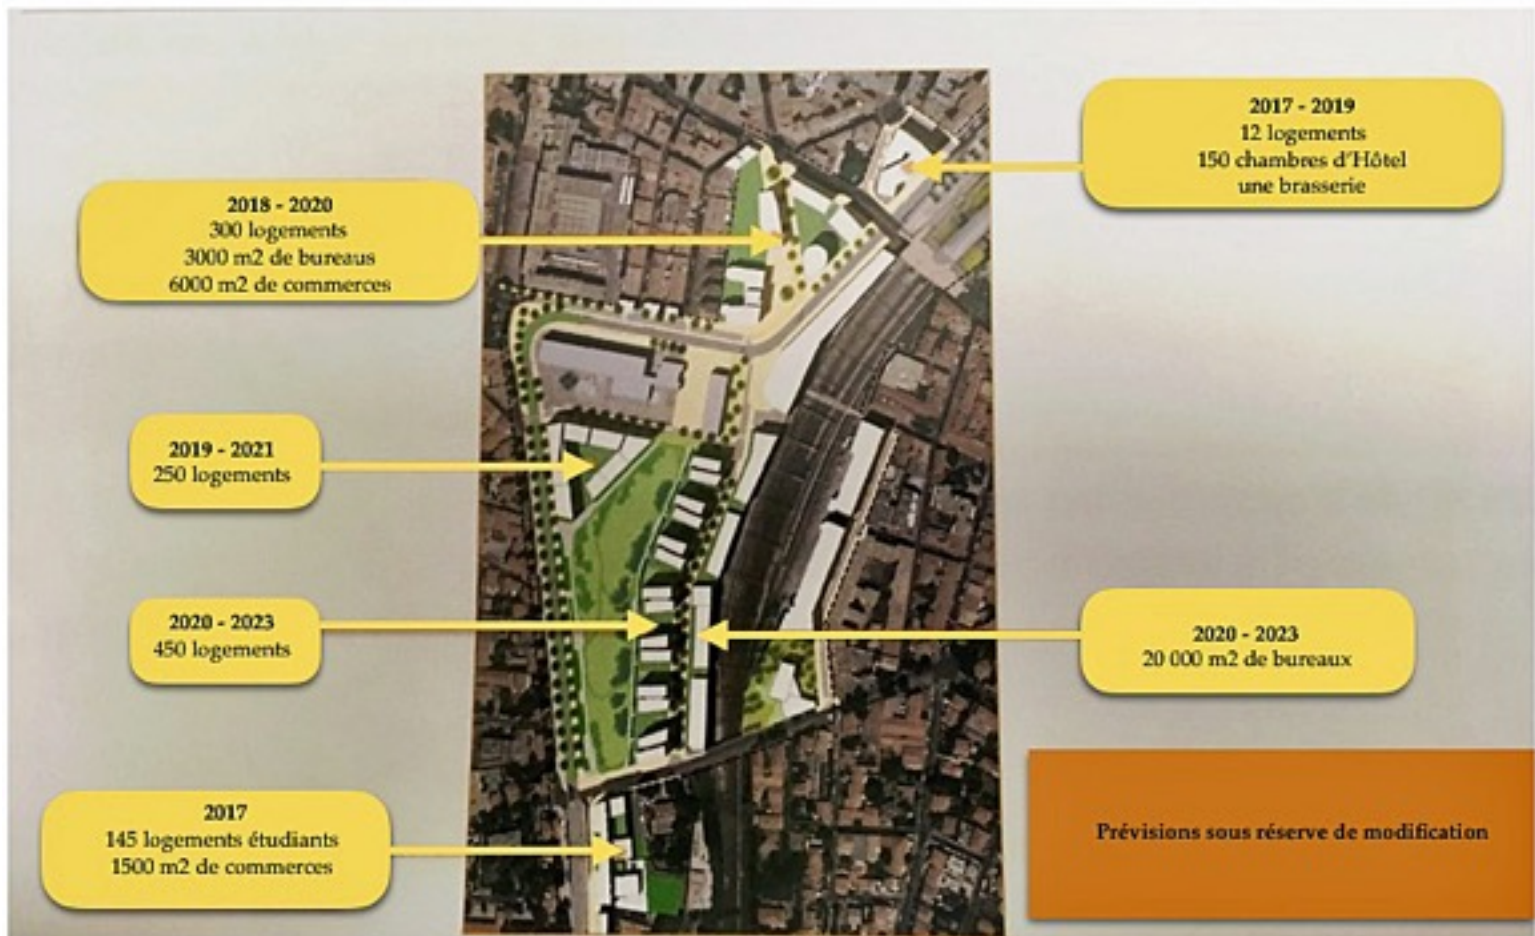 2017 - 2019
12 logements
150 chambres d'Hôtel
une brasserie
2018 - 2020
300 logements
3000 m2 de bureaus
6000 m2 de commerces
2019 - 2021
250 logements
2020 - 2023
450 logements
2020 - 2023
20 000 m2 de bureaux
2017
145 logements étudiants
1500 m2 de commerces
Prévisions sous réserve de modification